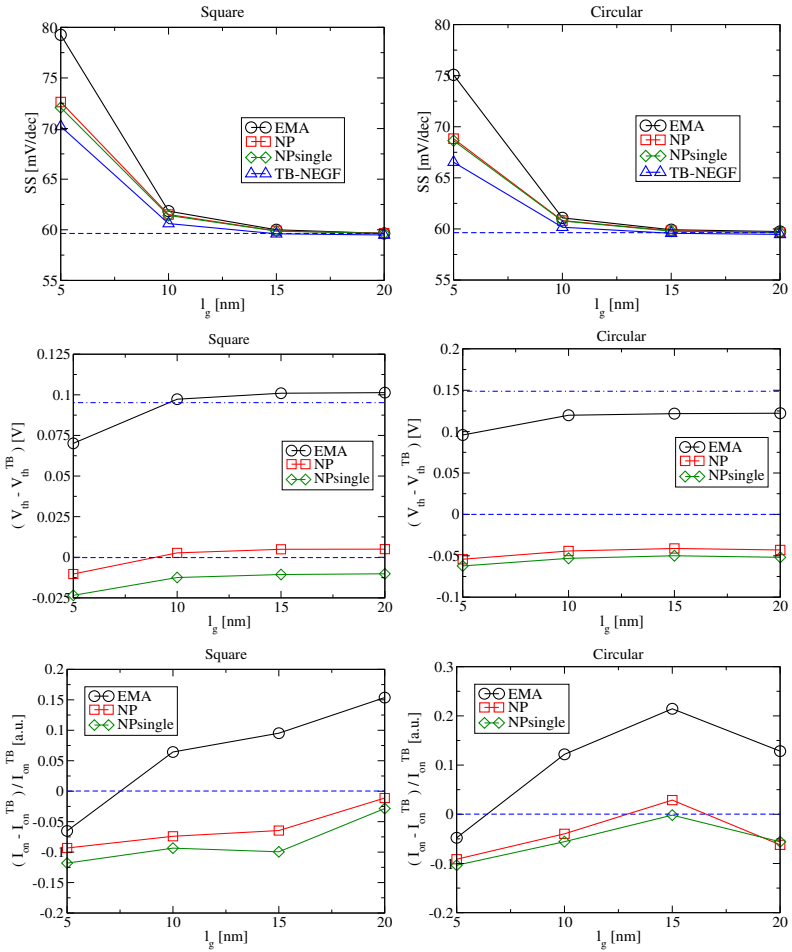 Square
80
75
70
65
60
55
SS [mV/dec]
EMA
NP
NPsingle
TB-NEGF
5
10
15
20
l_g [nm]
Circular
80
75
70
65
60
55
SS [mV/dec]
EMA
NP
NPsingle
TB-NEGF
5
10
15
20
l_g [nm]
Square
0.125
0.1
0.075
0.05
0.025
0
-0.025
( V_th - V_th^TB ) [V]
EMA
NP
NPsingle
5
10
15
20
l_g [nm]
Circular
0.2
0.15
0.1
0.05
0
-0.05
-0.1
( V_th - V_th^TB ) [V]
EMA
NP
NPsingle
5
10
15
20
l_g [nm]
Square
0.2
0.15
0.1
0.05
0
-0.05
-0.1
-0.15
-0.2
( I_on - I_on^TB ) / I_on^TB [a.u.]
EMA
NP
NPsingle
5
10
15
20
l_g [nm]
Circular
0.3
0.2
0.1
0
-0.1
-0.2
( I_on - I_on^TB ) / I_on^TB [a.u.]
EMA
NP
NPsingle
5
10
15
20
l_g [nm]